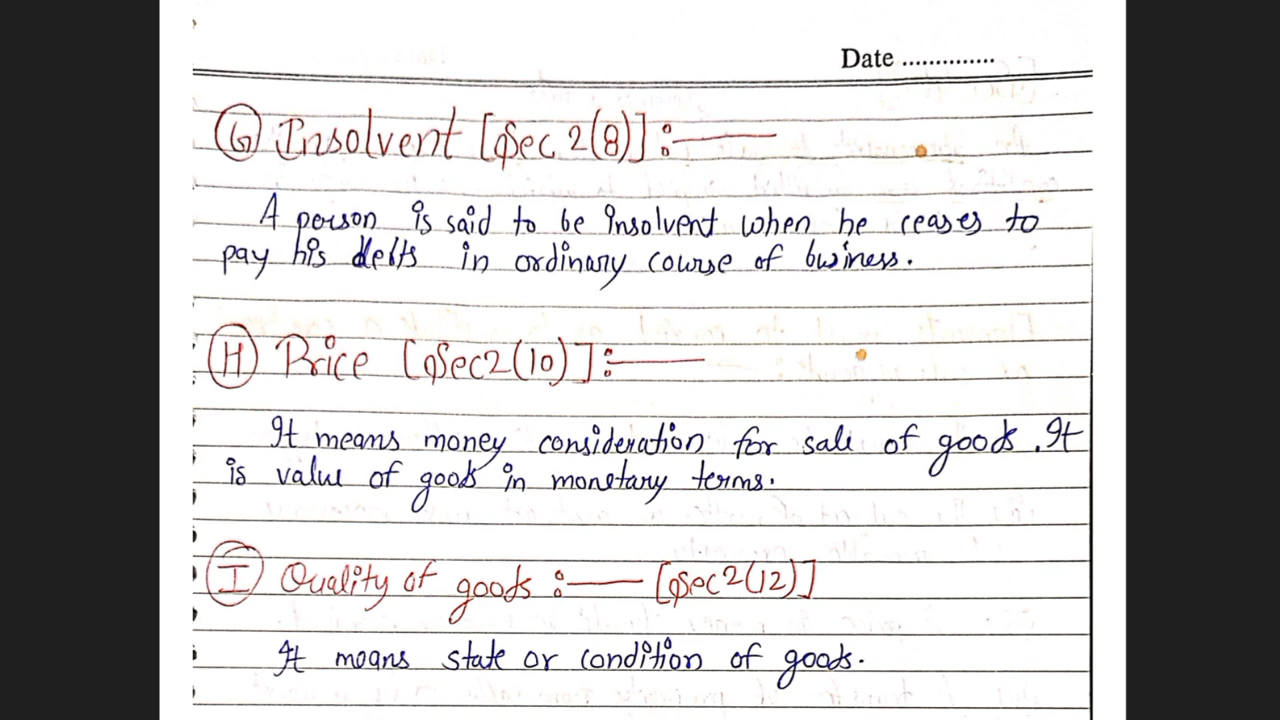 Date ..............
G Insolvent [Sec 2(8)] :—
A person is said to be insolvent when he ceases to
pay his debts in ordinary course of business.
H Price [Sec 2(10)] :—
It means money consideration for sale of goods. It
is value of goods in monetary terms.
I Quality of goods :— [Sec 2(12)]
It means state or condition of goods.